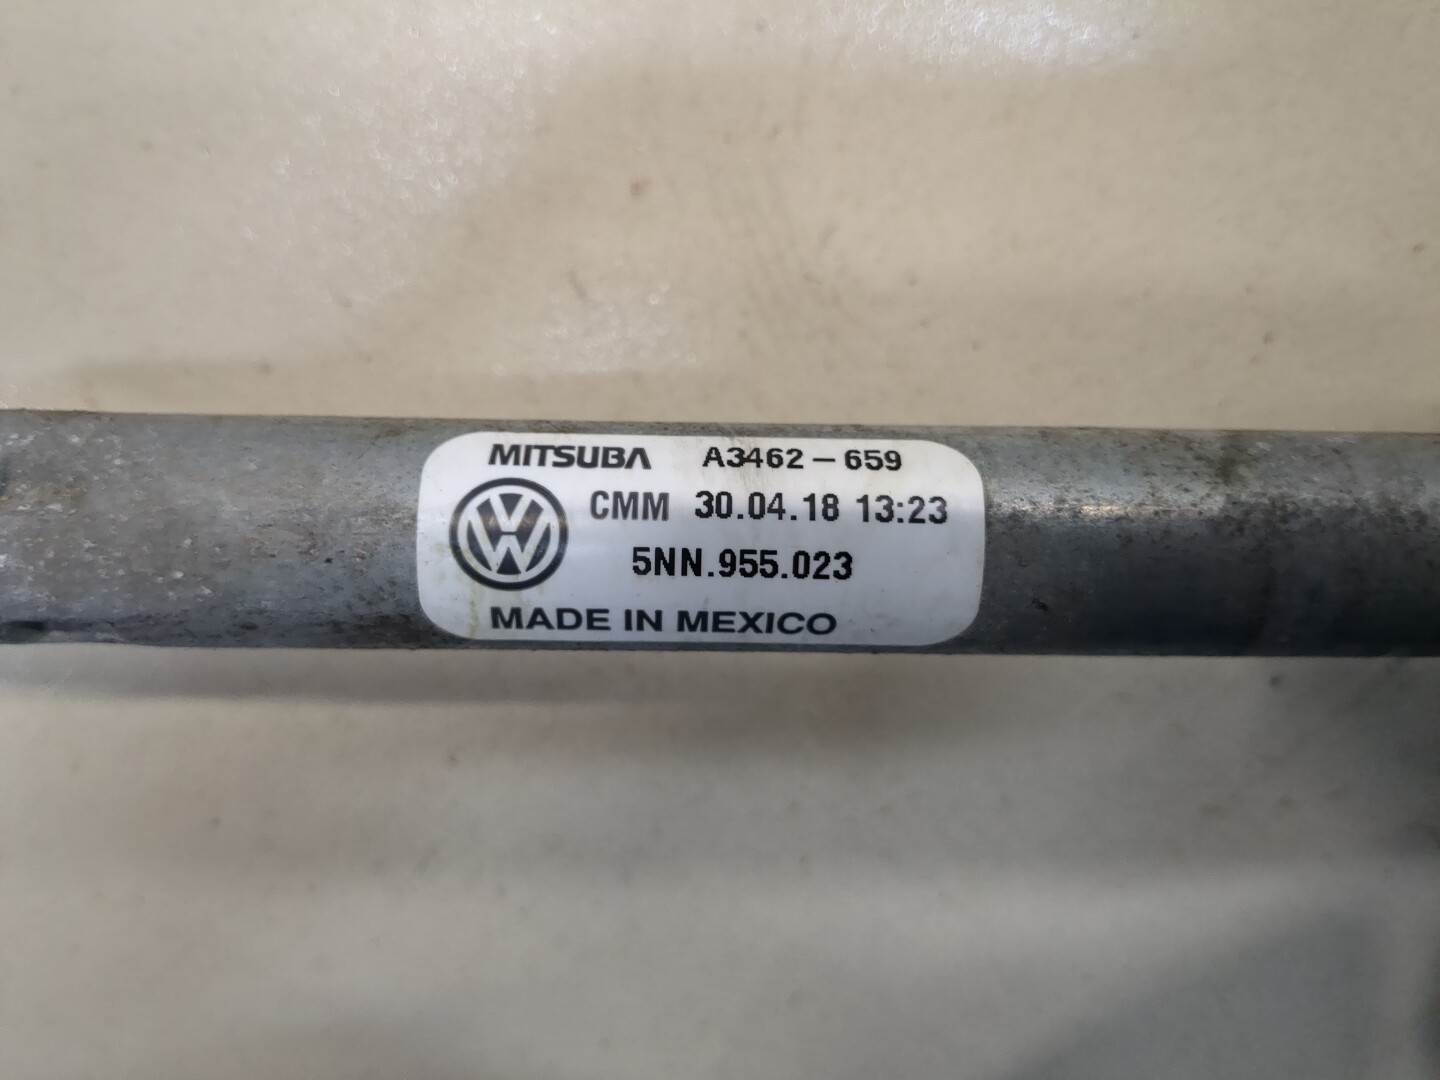 MITSUBA A3462-659
CMM 30.04.18 13:23
5NN.955.023
MADE IN MEXICO